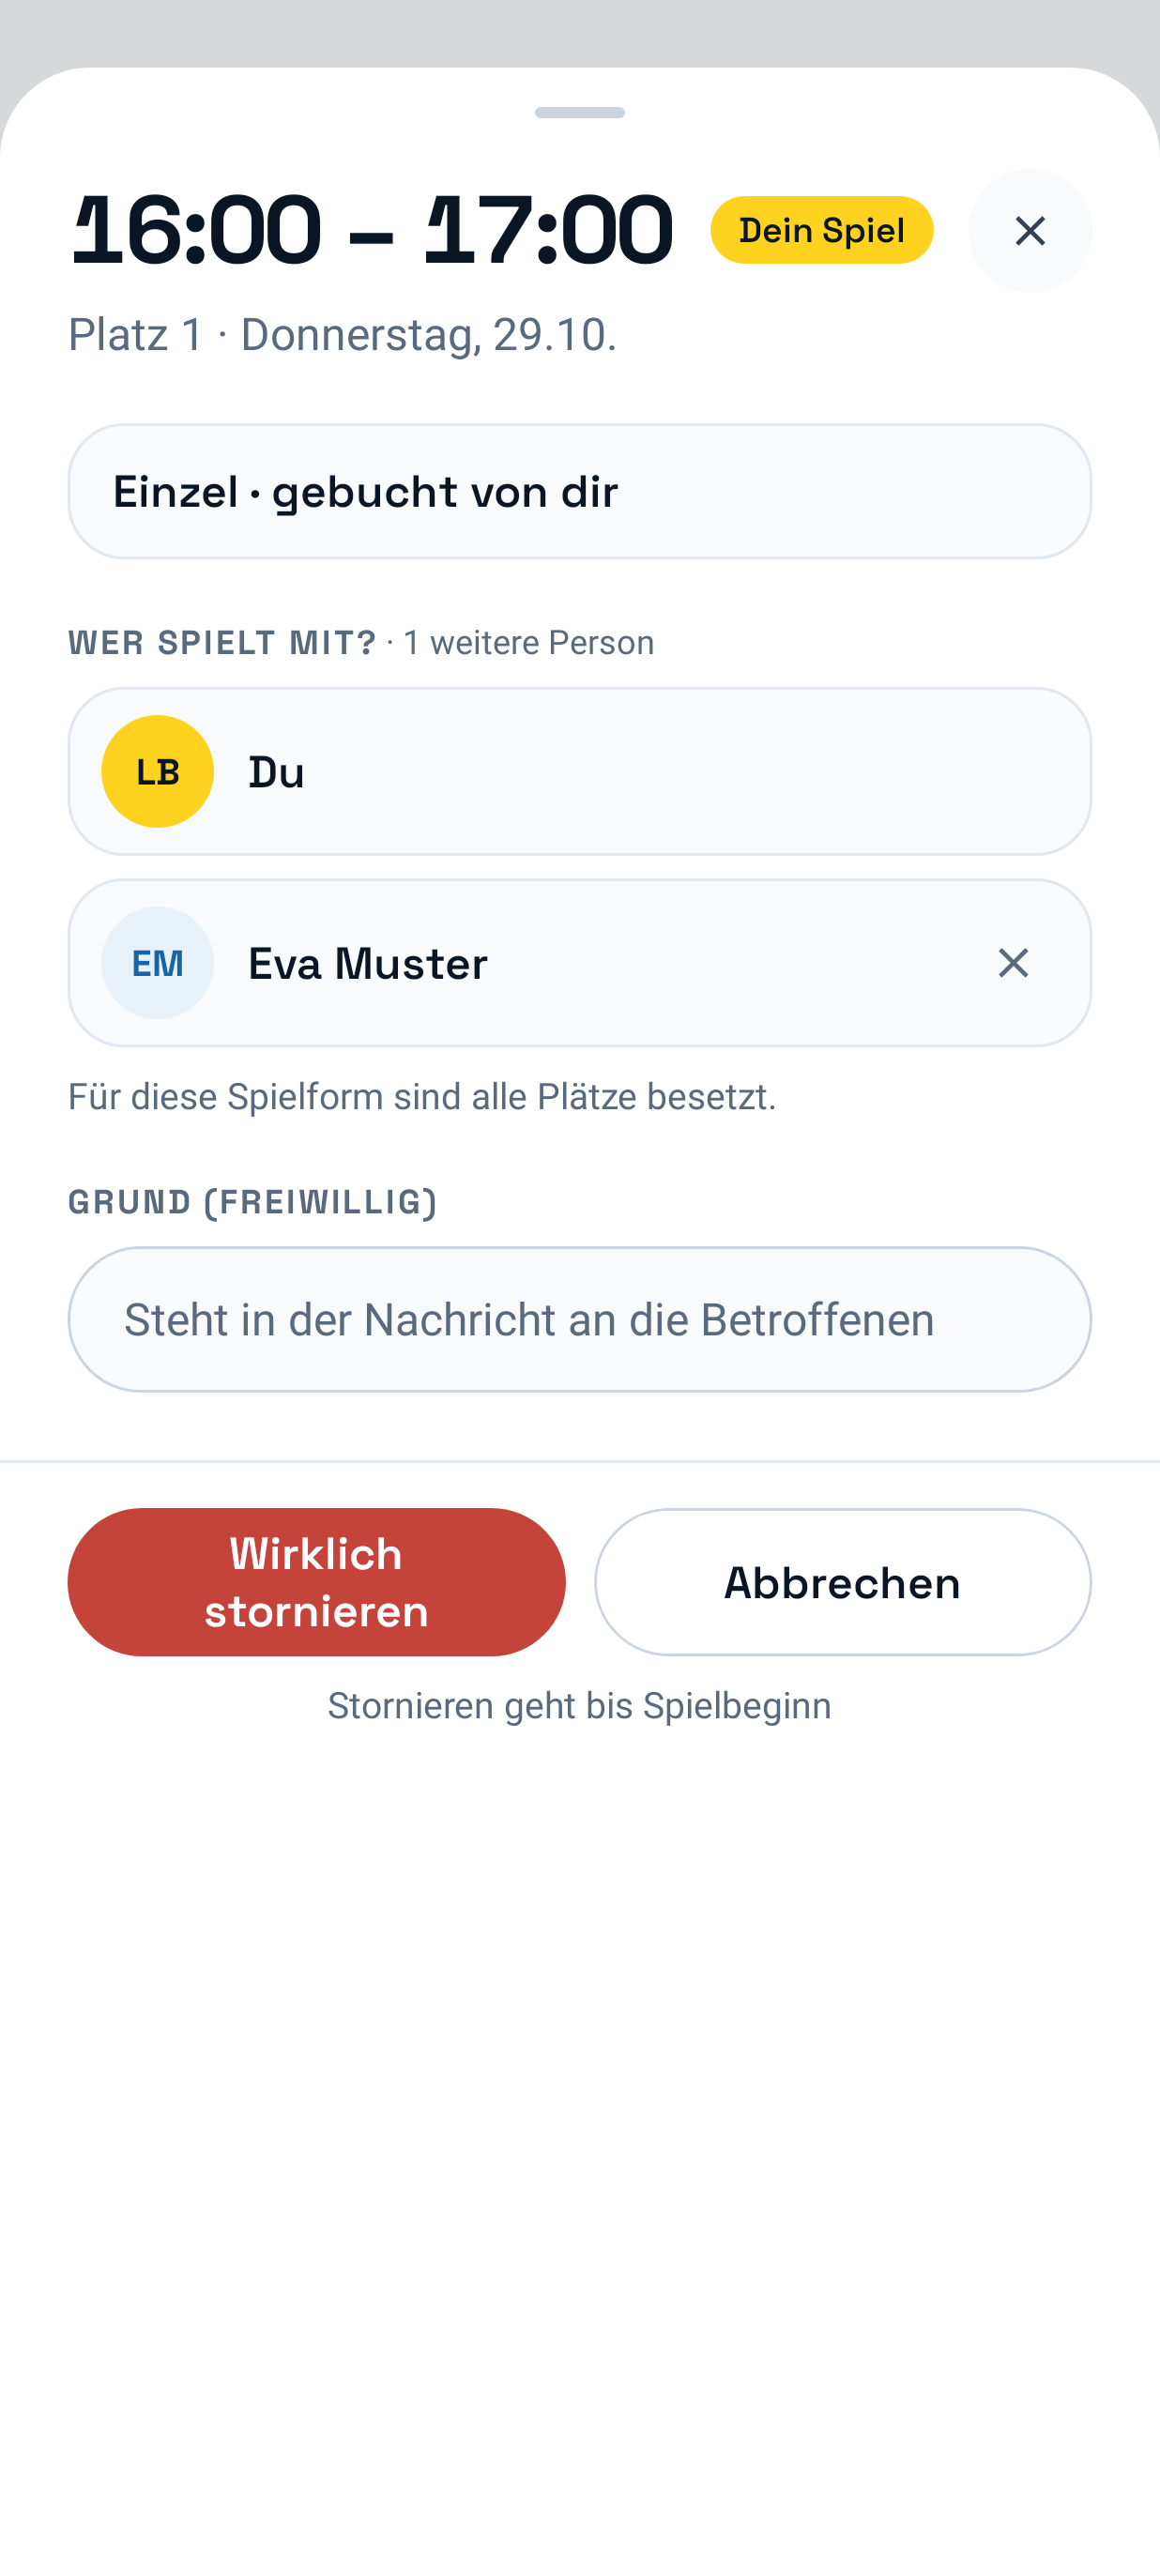 16:00 – 17:00 Dein Spiel
Platz 1 · Donnerstag, 29.10.
Einzel · gebucht von dir
WER SPIELT MIT? · 1 weitere Person
LB Du
EM Eva Muster
Für diese Spielform sind alle Plätze besetzt.
GRUND (FREIWILLIG)
Steht in der Nachricht an die Betroffenen
Wirklich
stornieren
Abbrechen
Stornieren geht bis Spielbeginn